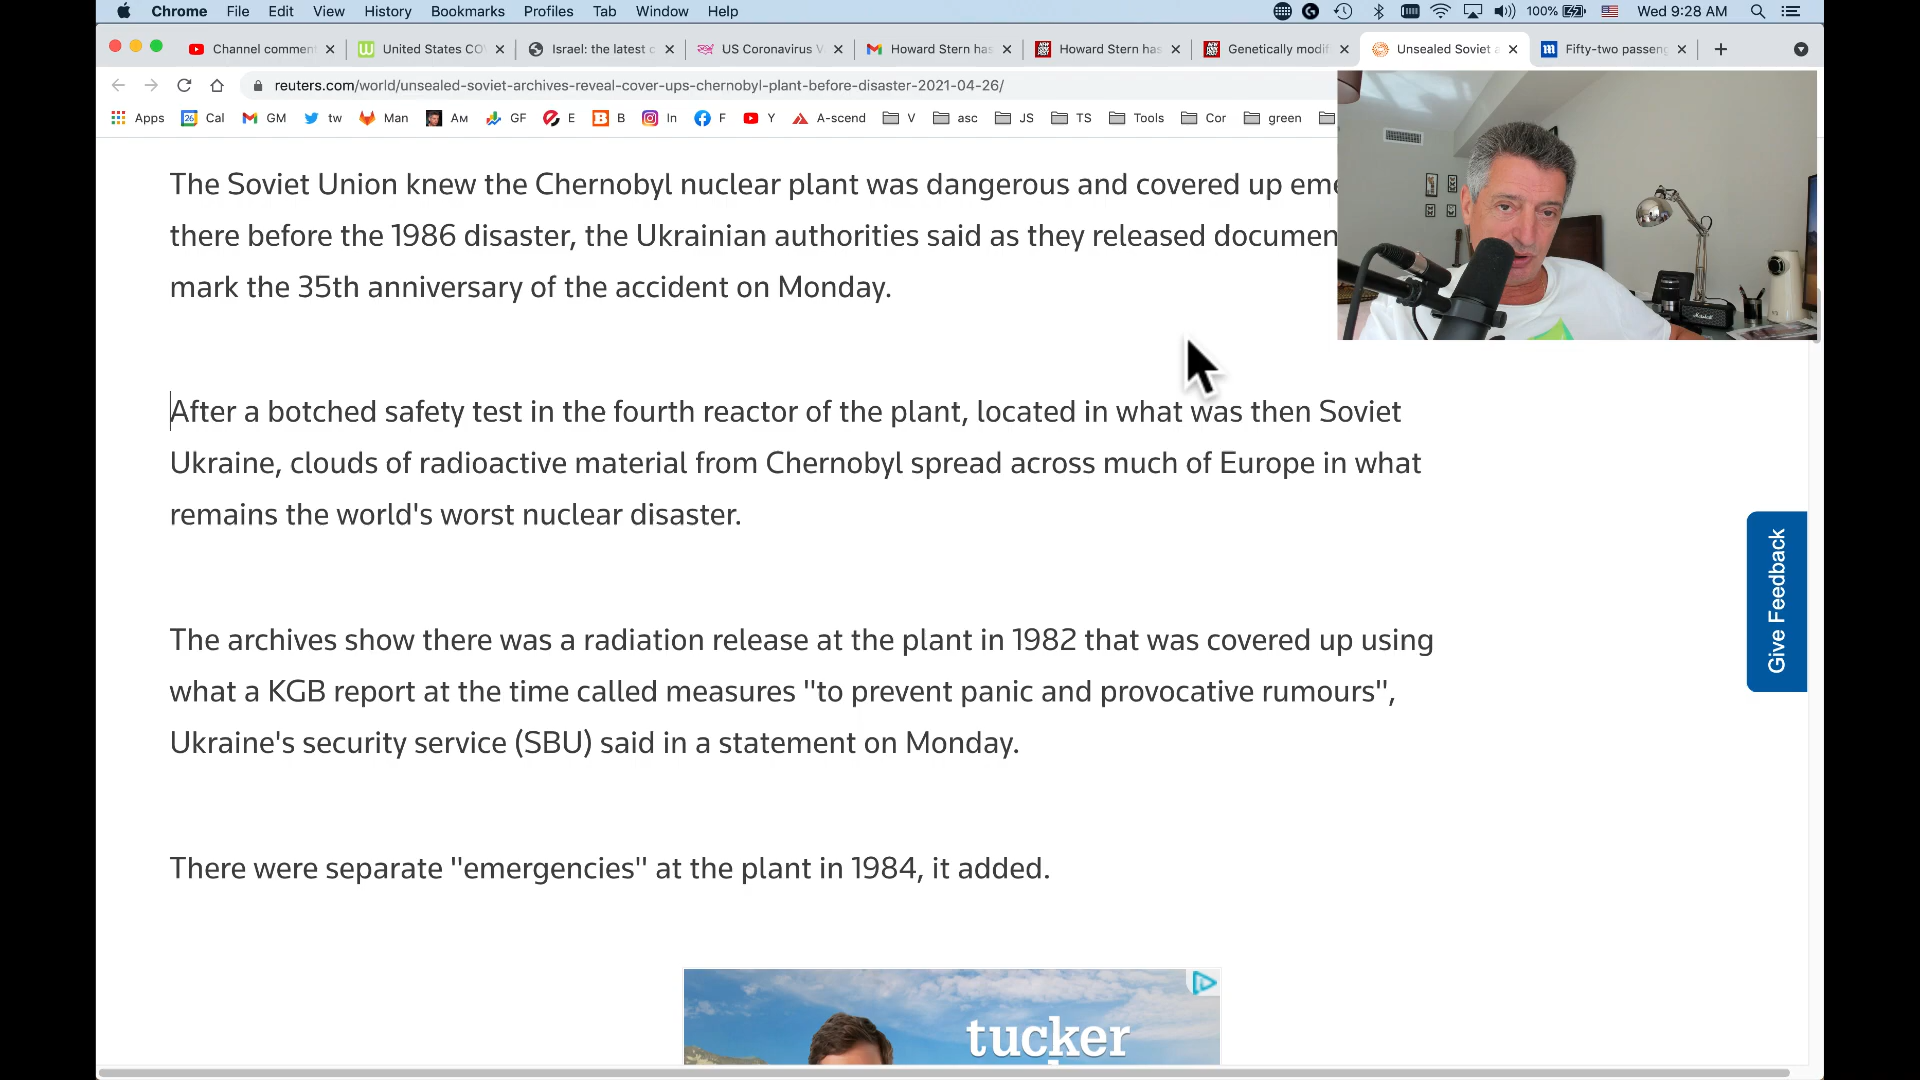 Chrome File Edit View History Bookmarks Profiles Tab Window Help 100% Wed 9:28 AM
Channel comment United States CO Israel: the latest c US Coronavirus V Howard Stern has Howard Stern has Genetically modif Unsealed Soviet a Fifty-two passeng
reuters.com/world/unsealed-soviet-archives-reveal-cover-ups-chernobyl-plant-before-disaster-2021-04-26/
Apps Cal GM tw Man AM GF E B In F Y A-scend V asc JS TS Tools Cor green
The Soviet Union knew the Chernobyl nuclear plant was dangerous and covered up eme
there before the 1986 disaster, the Ukrainian authorities said as they released documen
mark the 35th anniversary of the accident on Monday.
After a botched safety test in the fourth reactor of the plant, located in what was then Soviet
Ukraine, clouds of radioactive material from Chernobyl spread across much of Europe in what
remains the world's worst nuclear disaster.
Give Feedback
The archives show there was a radiation release at the plant in 1982 that was covered up using
what a KGB report at the time called measures "to prevent panic and provocative rumours",
Ukraine's security service (SBU) said in a statement on Monday.
There were separate "emergencies" at the plant in 1984, it added.
tucker